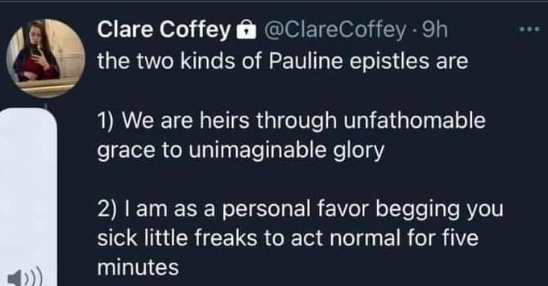 Clare Coffey 🔒 @ClareCoffey · 9h
the two kinds of Pauline epistles are
1) We are heirs through unfathomable
grace to unimaginable glory
2) I am as a personal favor begging you
sick little freaks to act normal for five
minutes